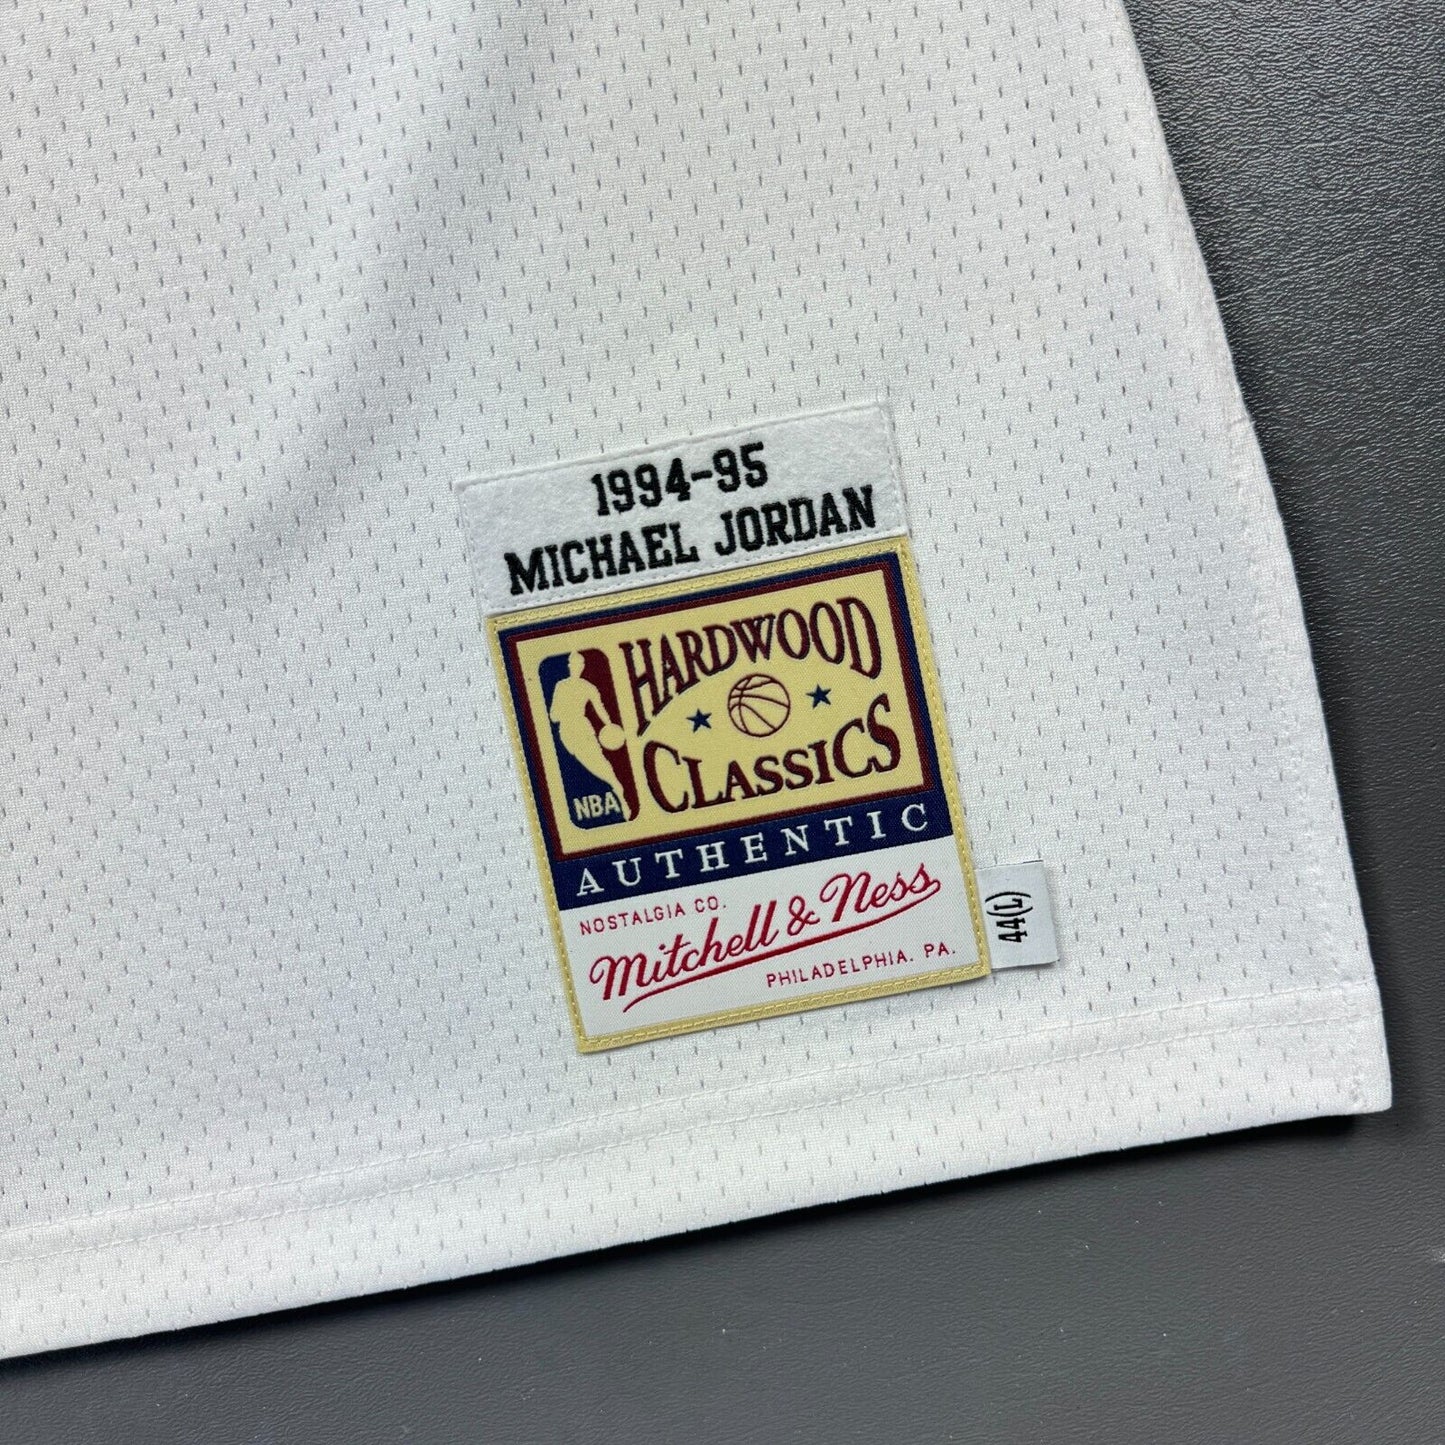 1994-95
MICHAEL JORDAN
HARDWOOD
CLASSICS
NBA
AUTHENTIC
NOSTALGIA CO.
Mitchell & Ness
PHILADELPHIA. PA.
44(L)